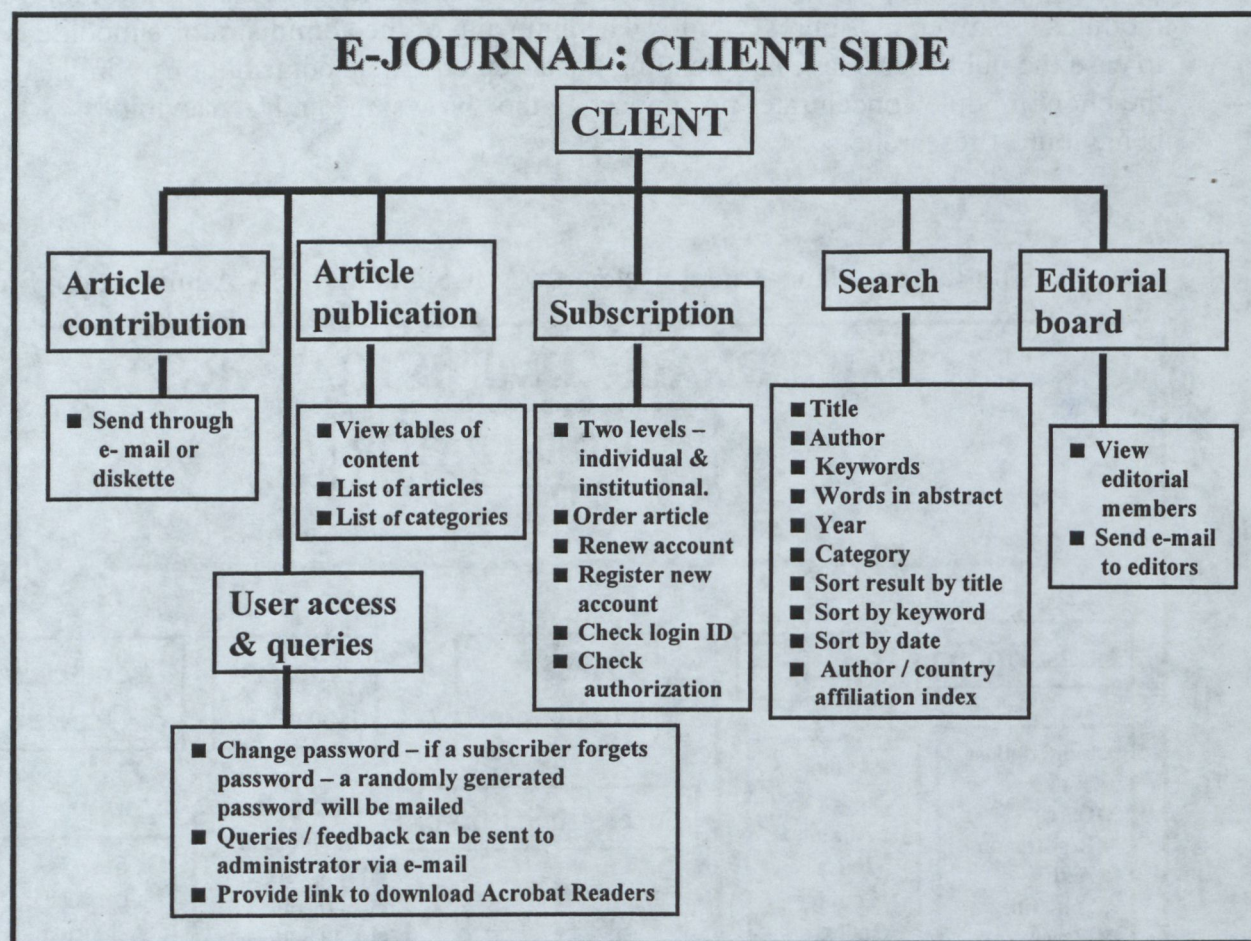 E-JOURNAL: CLIENT SIDE
CLIENT
Article
contribution
■ Send through
e- mail or
diskette
Article
publication
■ View tables of
content
■ List of articles
■ List of categories
User access
& queries
■ Change password – if a subscriber forgets
password – a randomly generated
password will be mailed
■ Queries / feedback can be sent to
administrator via e-mail
■ Provide link to download Acrobat Readers
Subscription
■ Two levels –
individual &
institutional.
■ Order article
■ Renew account
■ Register new
account
■ Check login ID
■ Check
authorization
Search
■ Title
■ Author
■ Keywords
■ Words in abstract
■ Year
■ Category
■ Sort result by title
■ Sort by keyword
■ Sort by date
■ Author / country
affiliation index
Editorial
board
■ View
editorial
members
■ Send e-mail
to editors